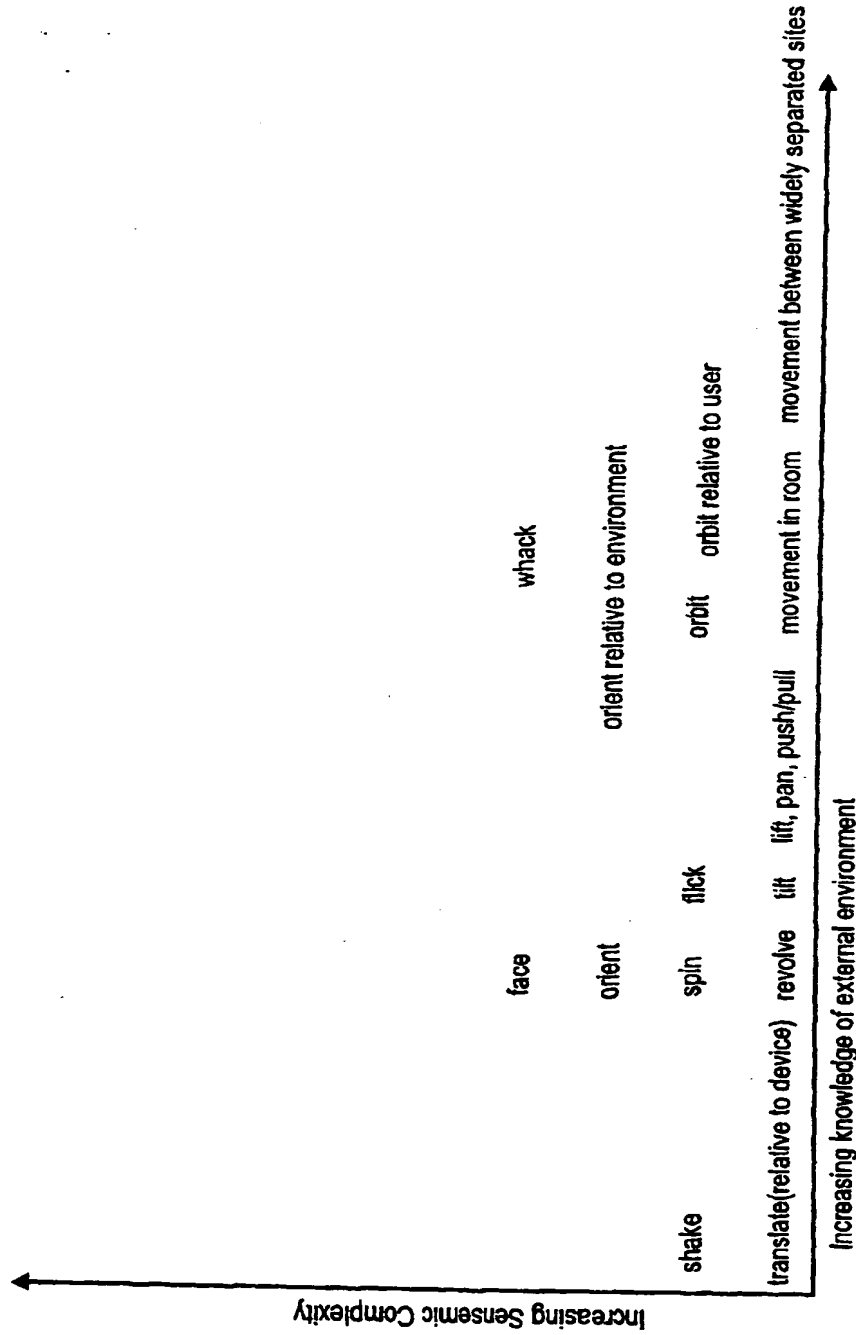 Increasing Sensemic Complexity
face whack
orient orient relative to environment
spin flick orbit orbit relative to user
shake
translate(relative to device) revolve tilt lift, pan, push/pull movement in room movement between widely separated sites
Increasing knowledge of external environment